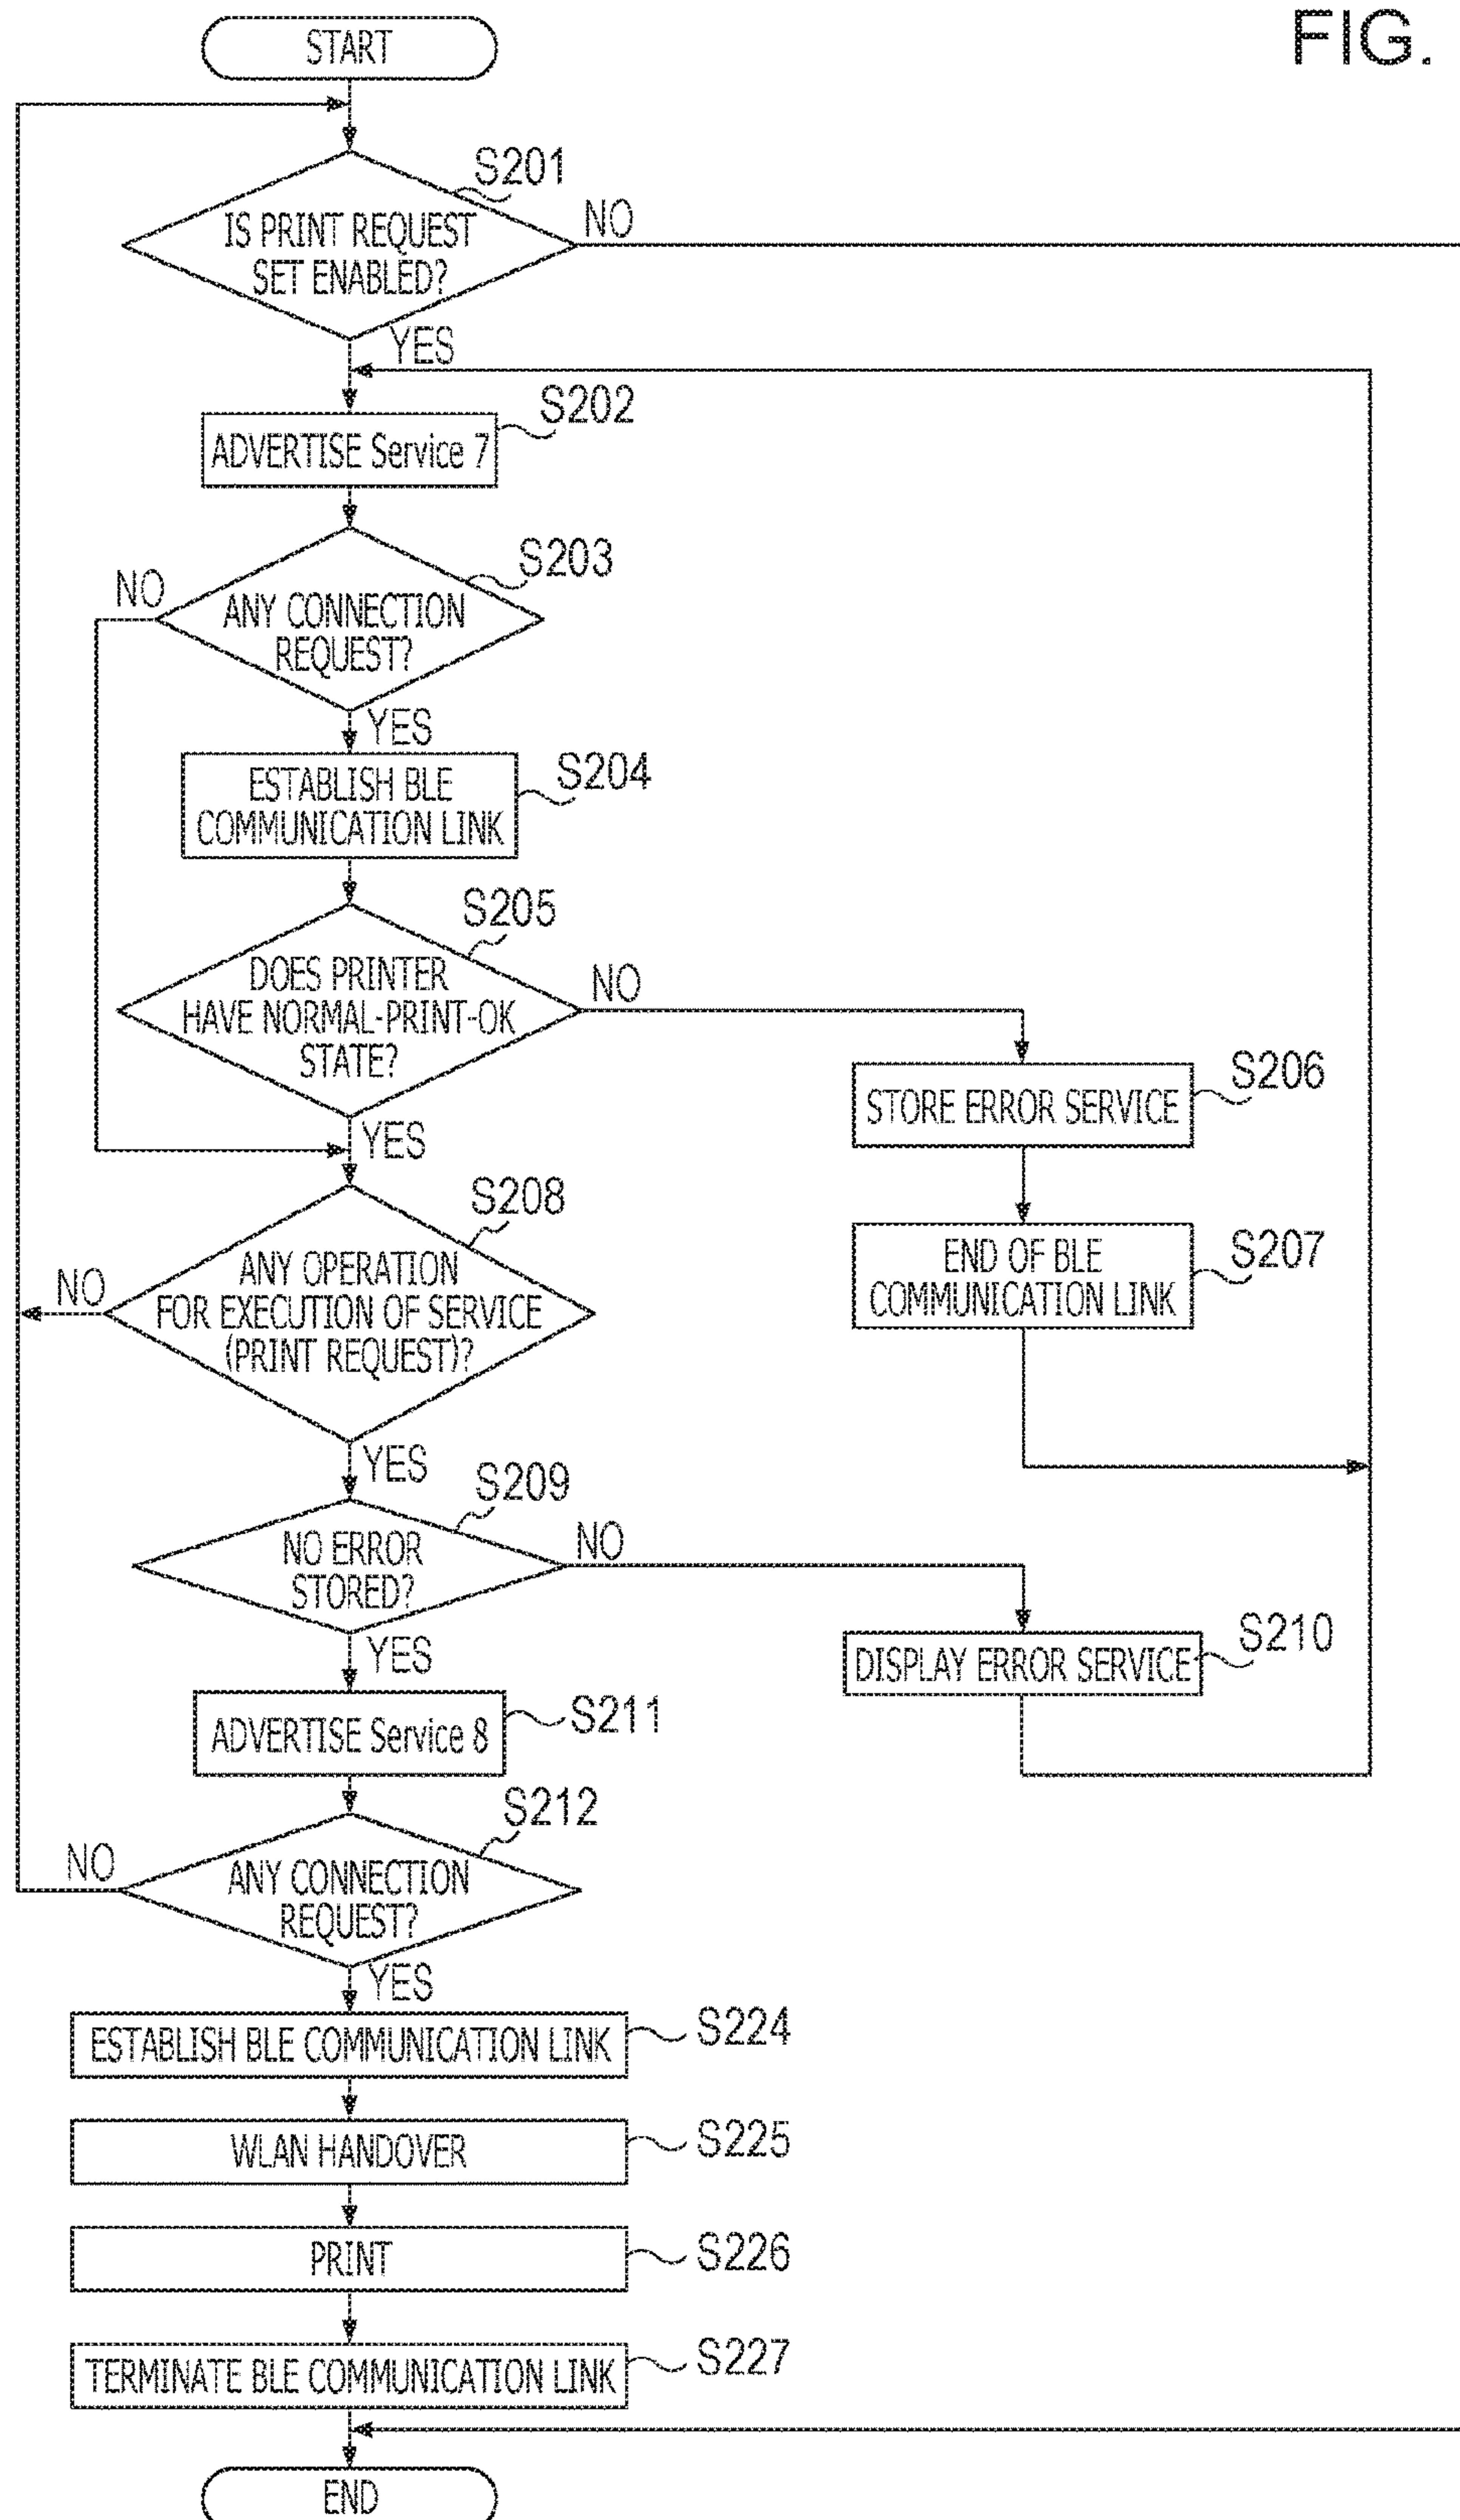 FIG.
START
S201
IS PRINT REQUEST
SET ENABLED?
NO
YES
S202
ADVERTISE Service 7
S203
NO
ANY CONNECTION
REQUEST?
YES
S204
ESTABLISH BLE
COMMUNICATION LINK
S205
DOES PRINTER
HAVE NORMAL-PRINT-OK
STATE?
NO
YES
S206
STORE ERROR SERVICE
S207
END OF BLE
COMMUNICATION LINK
S208
ANY OPERATION
FOR EXECUTION OF SERVICE
(PRINT REQUEST)?
NO
YES
S209
NO ERROR
STORED?
NO
YES
S210
DISPLAY ERROR SERVICE
S211
ADVERTISE Service 8
S212
NO
ANY CONNECTION
REQUEST?
YES
ESTABLISH BLE COMMUNICATION LINK
S224
WLAN HANDOVER
S225
PRINT
S226
TERMINATE BLE COMMUNICATION LINK
S227
END